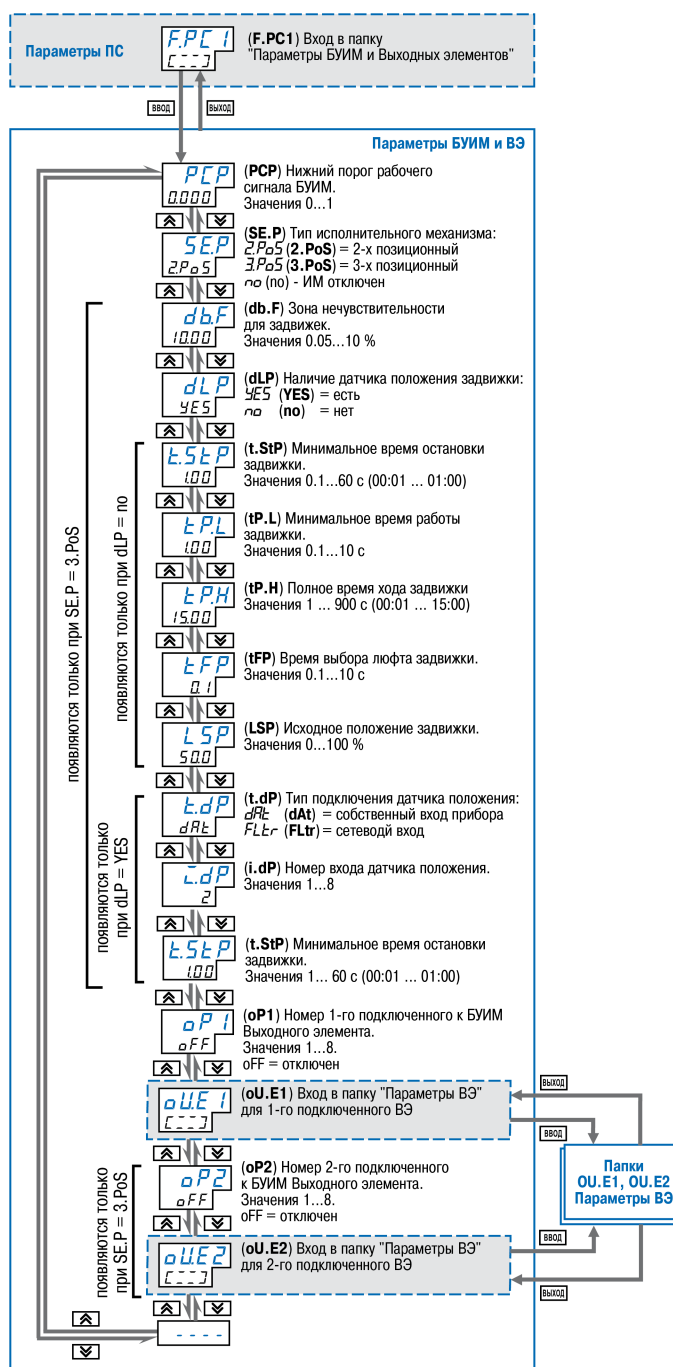 Параметры ПС
F.PC1
[---]
(F.PC1) Вход в папку
"Параметры БУИМ и Выходных элементов"
ВВОД
ВЫХОД
Параметры БУИМ и ВЭ
PCP
0.000
(PCP) Нижний порог рабочего
сигнала БУИМ.
Значения 0...1
SE.P
2.PoS
(SE.P) Тип исполнительного механизма:
2.PoS (2.PoS) = 2-х позиционный
3.PoS (3.PoS) = 3-х позиционный
no (no) - ИМ отключен
появляются только при SE.P = 3.PoS
db.F
10.00
(db.F) Зона нечувствительности
для задвижек.
Значения 0.05...10 %
dLP
YES
(dLP) Наличие датчика положения задвижки:
YES (YES) = есть
no (no) = нет
появляются только при dLP = no
t.StP
1.00
(t.StP) Минимальное время остановки
задвижки.
Значения 0.1...60 с (00:01 ... 01:00)
tP.L
1.00
(tP.L) Минимальное время работы
задвижки.
Значения 0.1...10 с
tP.H
15.00
(tP.H) Полное время хода задвижки
Значения 1 ... 900 с (00:01 ... 15:00)
tFP
0.1
(tFP) Время выбора люфта задвижки.
Значения 0.1...10 с
LSP
50.0
(LSP) Исходное положение задвижки.
Значения 0...100 %
появляются только
при dLP = YES
t.dP
dAt
(t.dP) Тип подключения датчика положения:
dAt (dAt) = собственный вход прибора
FLtr (FLtr) = сетеводй вход
i.dP
2
(i.dP) Номер входа датчика положения.
Значения 1...8
t.StP
1.00
(t.StP) Минимальное время остановки
задвижки.
Значения 1... 60 с (00:01 ... 01:00)
oP1
oFF
(oP1) Номер 1-го подключенного к БУИМ
Выходного элемента.
Значения 1...8.
oFF = отключен
oU.E1
[---]
(oU.E1) Вход в папку "Параметры ВЭ"
для 1-го подключенного ВЭ
ВЫХОД
ВВОД
Папки
OU.E1, OU.E2
Параметры ВЭ
появляются только
при SE.P = 3.PoS
oP2
oFF
(oP2) Номер 2-го подключенного
к БУИМ Выходного элемента.
Значения 1...8.
oFF = отключен
oU.E2
[---]
(oU.E2) Вход в папку "Параметры ВЭ"
для 2-го подключенного ВЭ
ВВОД
ВЫХОД
----